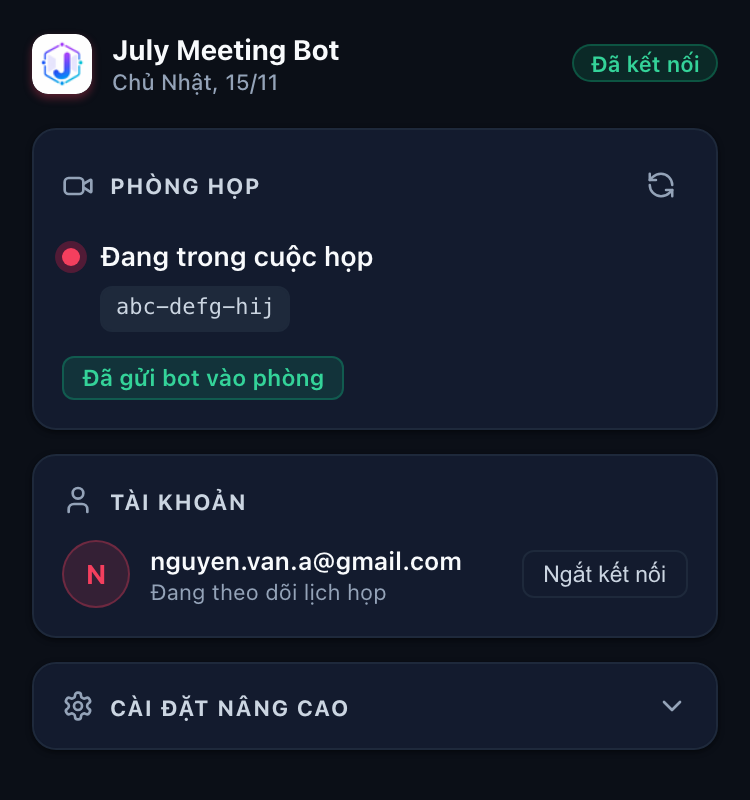 July Meeting Bot
Chủ Nhật, 15/11
Đã kết nối
PHÒNG HỌP
Đang trong cuộc họp
abc-defg-hij
Đã gửi bot vào phòng
TÀI KHOẢN
N
nguyen.van.a@gmail.com
Đang theo dõi lịch họp
Ngắt kết nối
CÀI ĐẶT NÂNG CAO